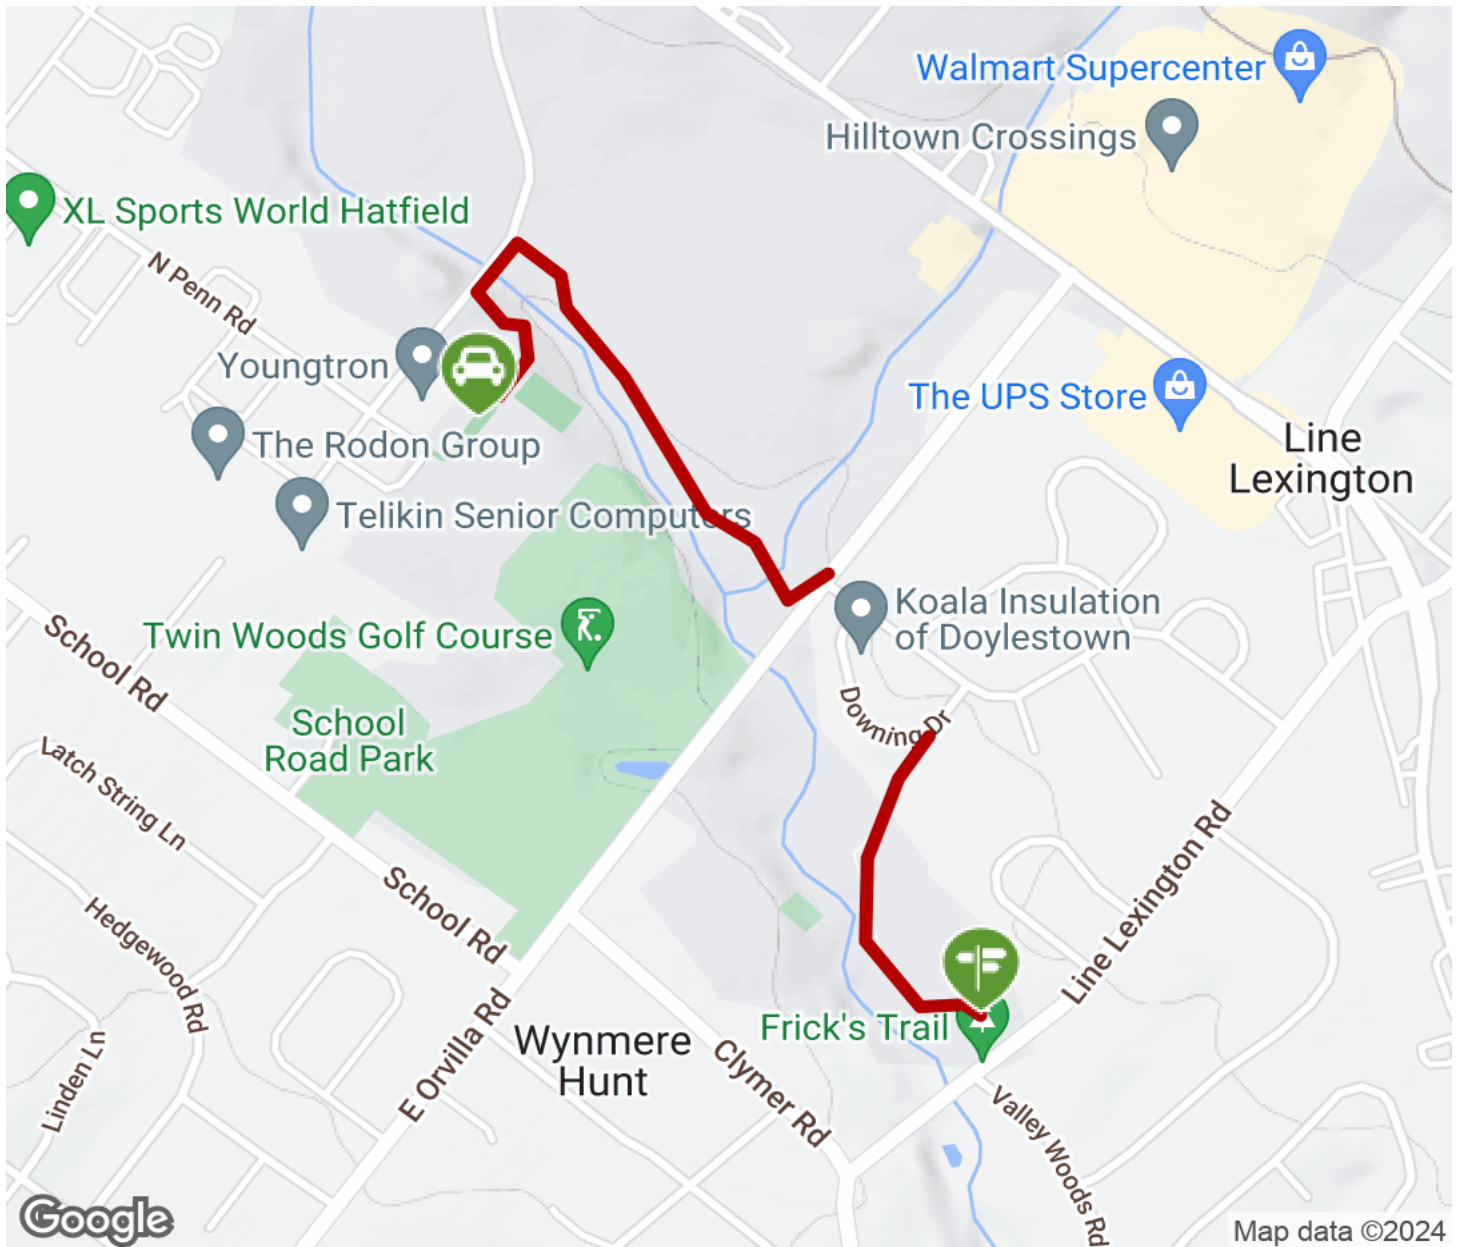 Walmart Supercenter
Hilltown Crossings
XL Sports World Hatfield
N Penn Rd
Youngtron
The UPS Store
The Rodon Group
Line
Lexington
Telikin Senior Computers
Koala Insulation
of Doylestown
Twin Woods Golf Course
School Rd
School
Road Park
Downing Dr
Latch String Ln
Line Lexington Rd
School Rd
Hedgewood Rd
Frick's Trail
Wynmere
Hunt
E Orvilla Rd
Clymer Rd
Linden Ln
Valley Woods Rd
Google
Map data ©2024